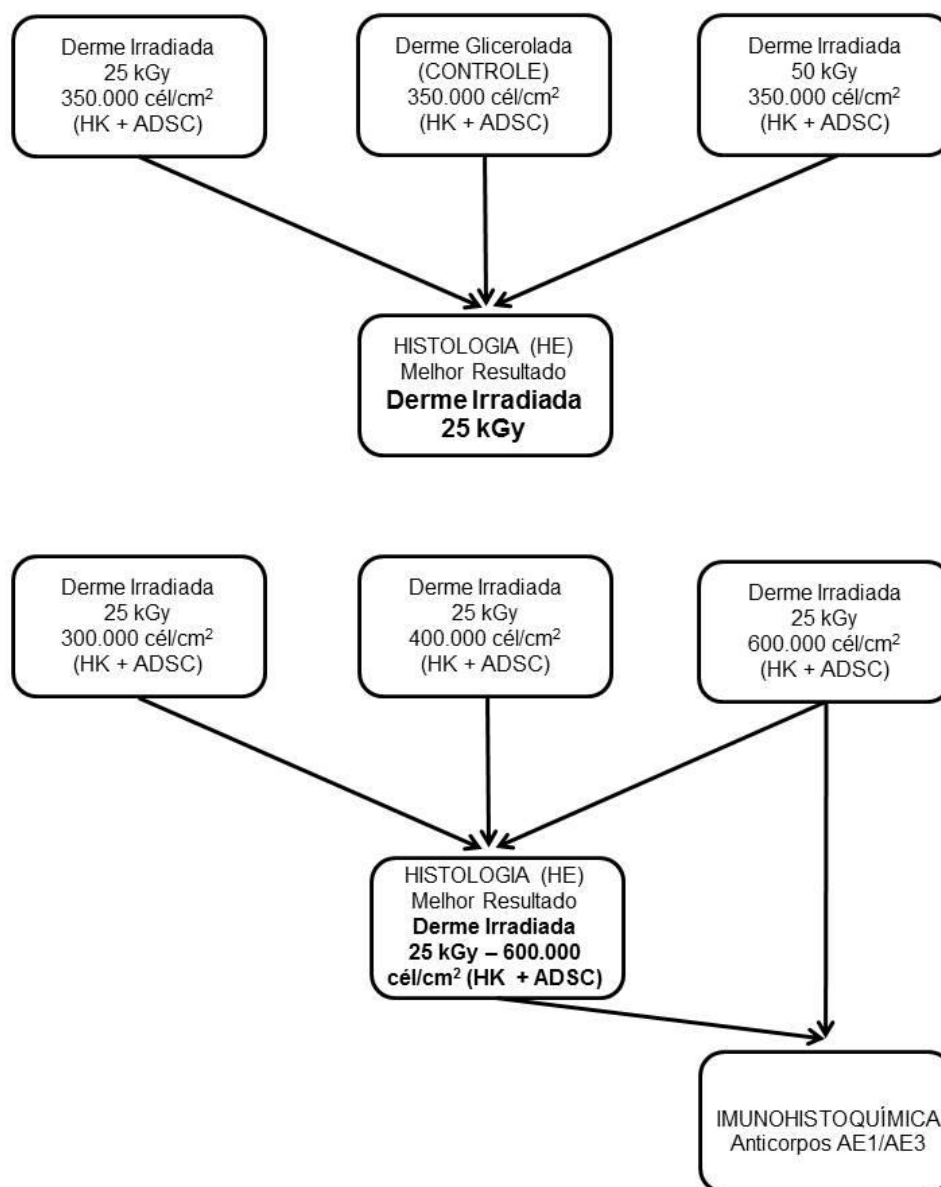 Derme Irradiada
25 kGy
350.000 cél/cm²
(HK + ADSC)
Derme Glicerolada
(CONTROLE)
350.000 cél/cm²
(HK + ADSC)
Derme Irradiada
50 kGy
350.000 cél/cm²
(HK + ADSC)
HISTOLOGIA (HE)
Melhor Resultado
Derme Irradiada
25 kGy
Derme Irradiada
25 kGy
300.000 cél/cm²
(HK + ADSC)
Derme Irradiada
25 kGy
400.000 cél/cm²
(HK + ADSC)
Derme Irradiada
25 kGy
600.000 cél/cm²
(HK + ADSC)
HISTOLOGIA (HE)
Melhor Resultado
Derme Irradiada
25 kGy – 600.000
cél/cm² (HK + ADSC)
IMUNOHISTOQUÍMICA
Anticorpos AE1/AE3